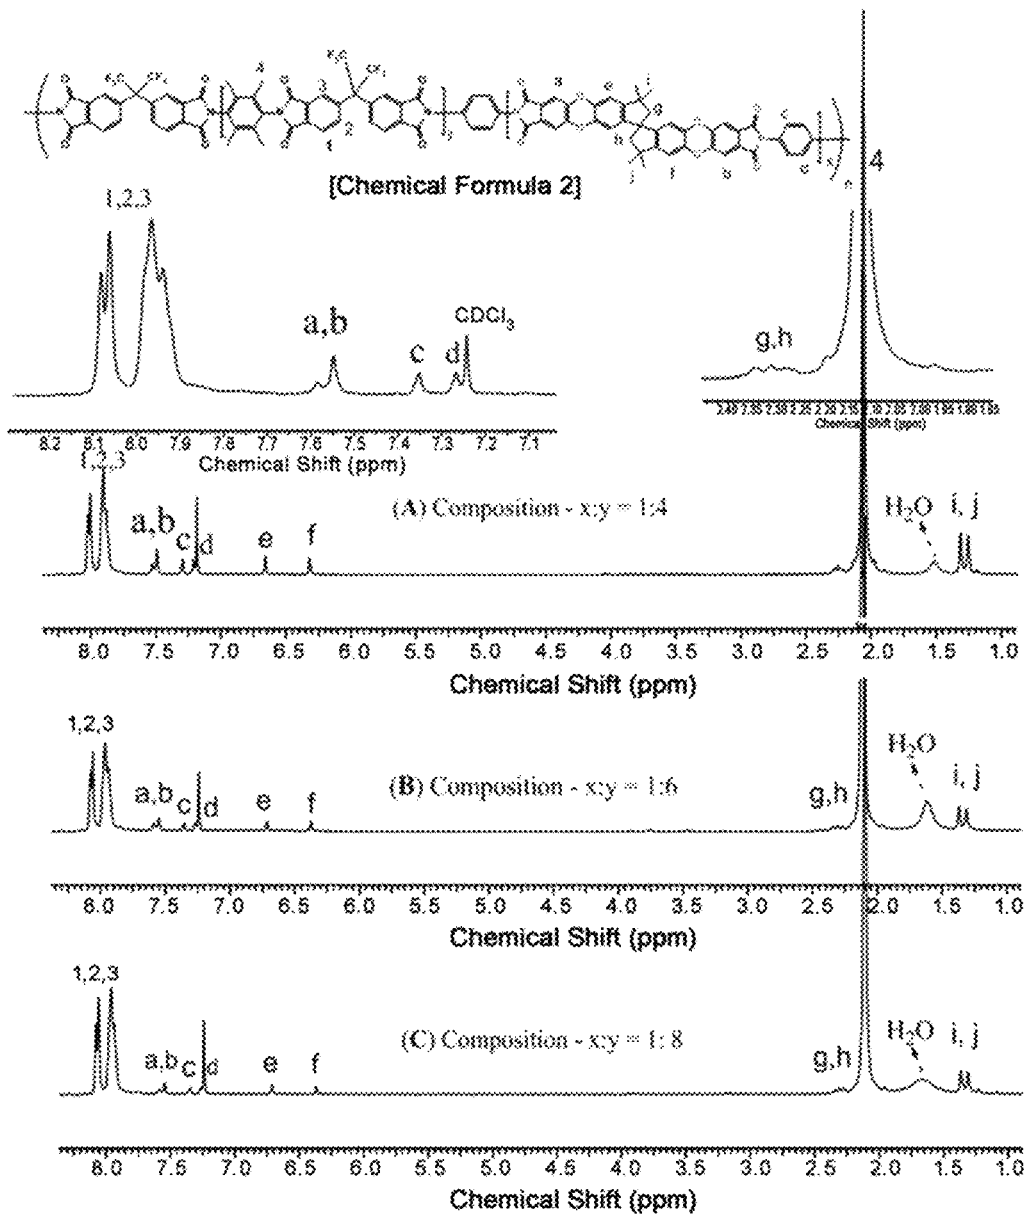 [Chemical Formula 2]
1,2,3
a,b
c
d
CDCl3
g,h
4
8.2 8.1 8.0 7.9 7.8 7.7 7.6 7.5 7.4 7.3 7.2 7.1
Chemical Shift (ppm)
Chemical Shift (ppm)
1,2,3
a,b
c
d
e
f
(A) Composition - x:y = 1:4
H2O
i, j
8.0 7.5 7.0 6.5 6.0 5.5 5.0 4.5 4.0 3.5 3.0 2.5 2.0 1.5 1.0
Chemical Shift (ppm)
1,2,3
a,b
c
d
e
f
(B) Composition - x:y = 1:6
g,h
H2O
i, j
8.0 7.5 7.0 6.5 6.0 5.5 5.0 4.5 4.0 3.5 3.0 2.5 2.0 1.5 1.0
Chemical Shift (ppm)
1,2,3
a,b
c
d
e
f
(C) Composition - x:y = 1: 8
g,h
H2O
i, j
8.0 7.5 7.0 6.5 6.0 5.5 5.0 4.5 4.0 3.5 3.0 2.5 2.0 1.5 1.0
Chemical Shift (ppm)